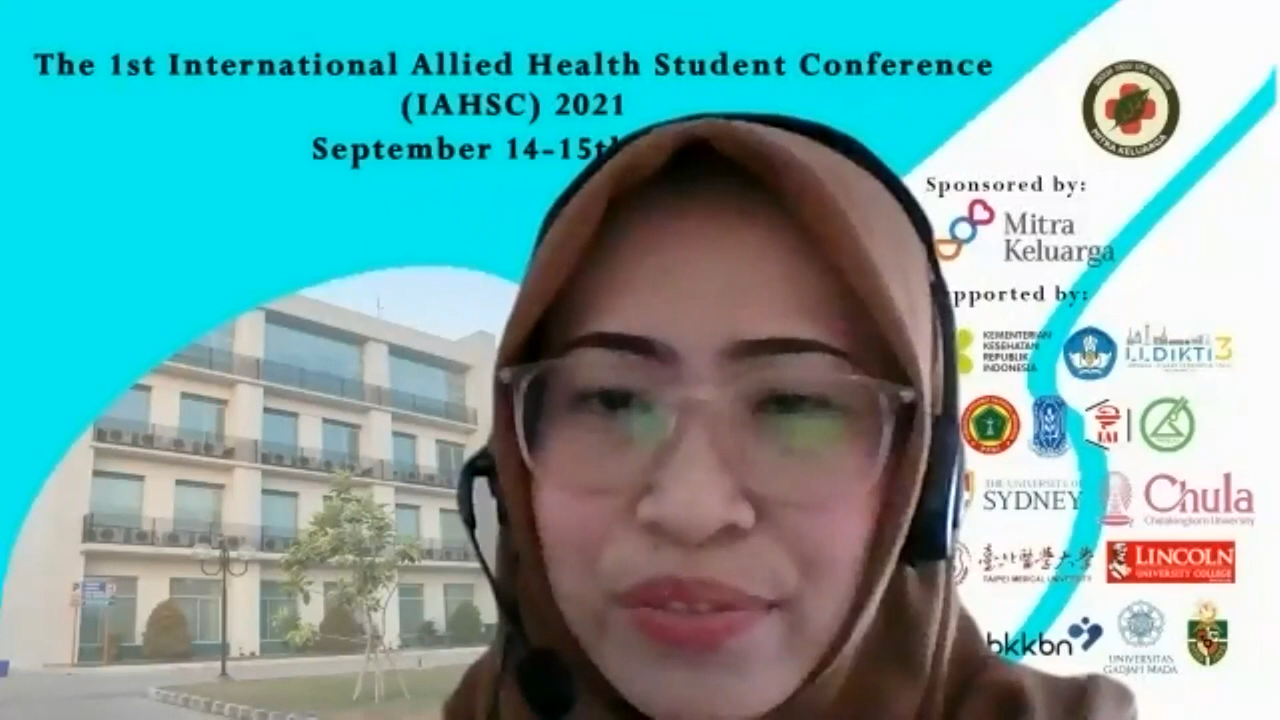 The 1st International Allied Health Student Conference
(IAHSC) 2021
September 14-15th
MITRA KELUARGA
Sponsored by:
Mitra
Keluarga
pported by:
KEMENTERIAN
KESEHATAN
REPUBLIK
INDONESIA
LLDIKTI 3
IAI
THE UNIVERSITY OF
SYDNEY
Chula
Chulalongkorn University
臺北醫學大學
TAIPEI MEDICAL UNIVERSITY
LINCOLN
UNIVERSITY COLLEGE
bkkbn
UNIVERSITAS
GADJAH MADA